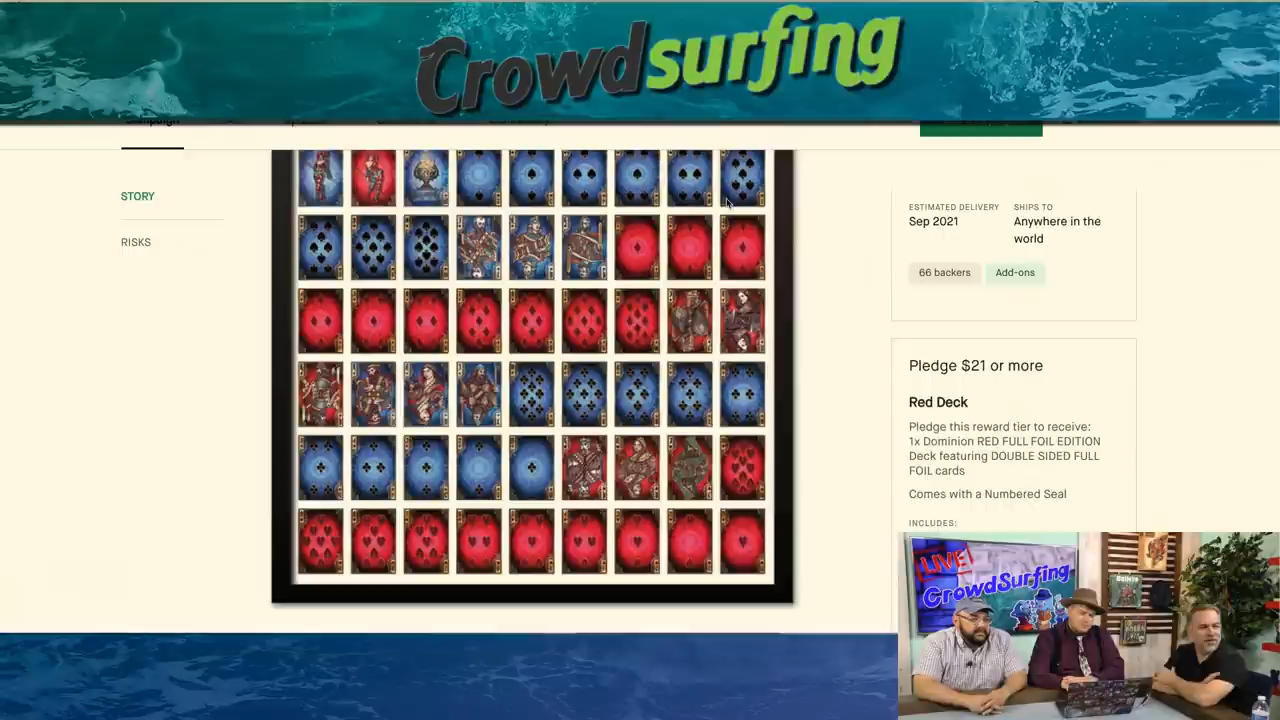 Crowdsurfing
Campaign
STORY
RISKS
ESTIMATED DELIVERY
Sep 2021
SHIPS TO
Anywhere in the
world
66 backers
Add-ons
Pledge $21 or more
Red Deck
Pledge this reward tier to receive:
1x Dominion RED FULL FOIL EDITION
Deck featuring DOUBLE SIDED FULL
FOIL cards
Comes with a Numbered Seal
INCLUDES:
LIVE!
CrowdSurfing